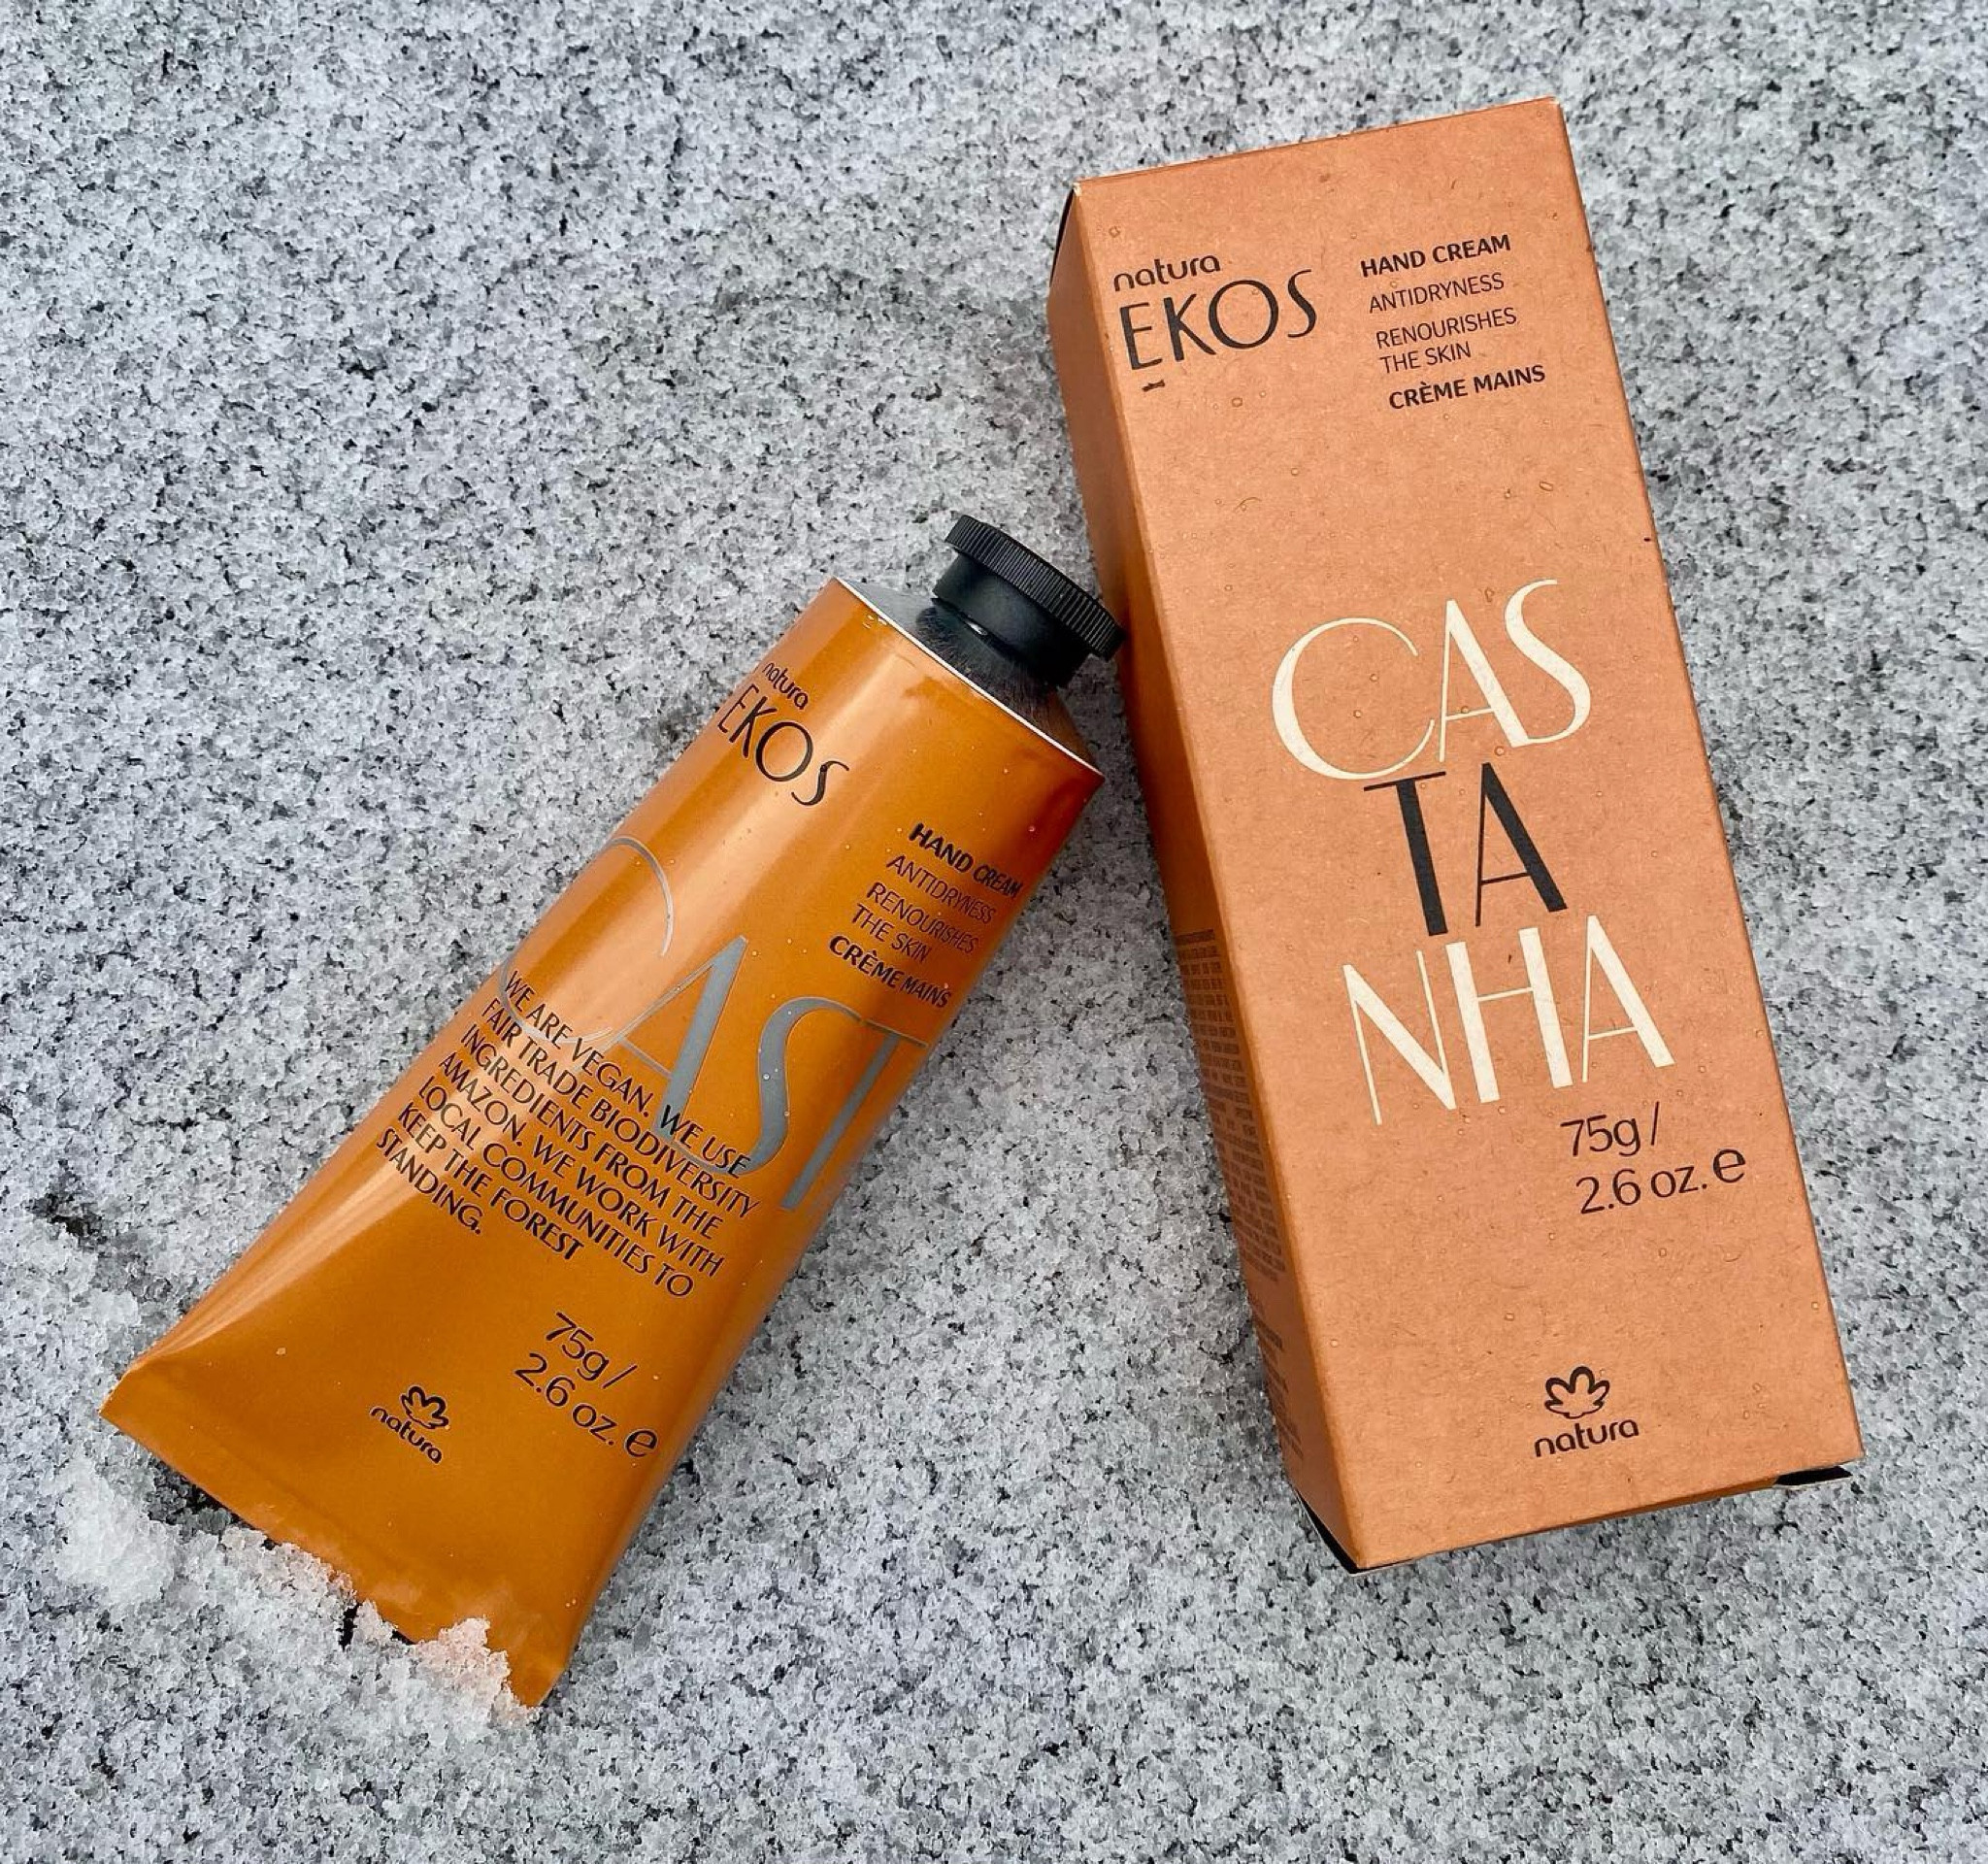 natura
EKOS
HAND CREAM
ANTIDRYNESS
RENOURISHES
THE SKIN
CRÈME MAINS
CAST
WE ARE VEGAN. WE USE
FAIR TRADE BIODIVERSITY
INGREDIENTS FROM THE
AMAZON. WE WORK WITH
LOCAL COMMUNITIES TO
KEEP THE FOREST
STANDING.
75g /
2.6 oz. e
natura
natura
EKOS
HAND CREAM
ANTIDRYNESS
RENOURISHES
THE SKIN
CRÈME MAINS
CAS
TA
NHA
75g /
2.6 oz. e
natura